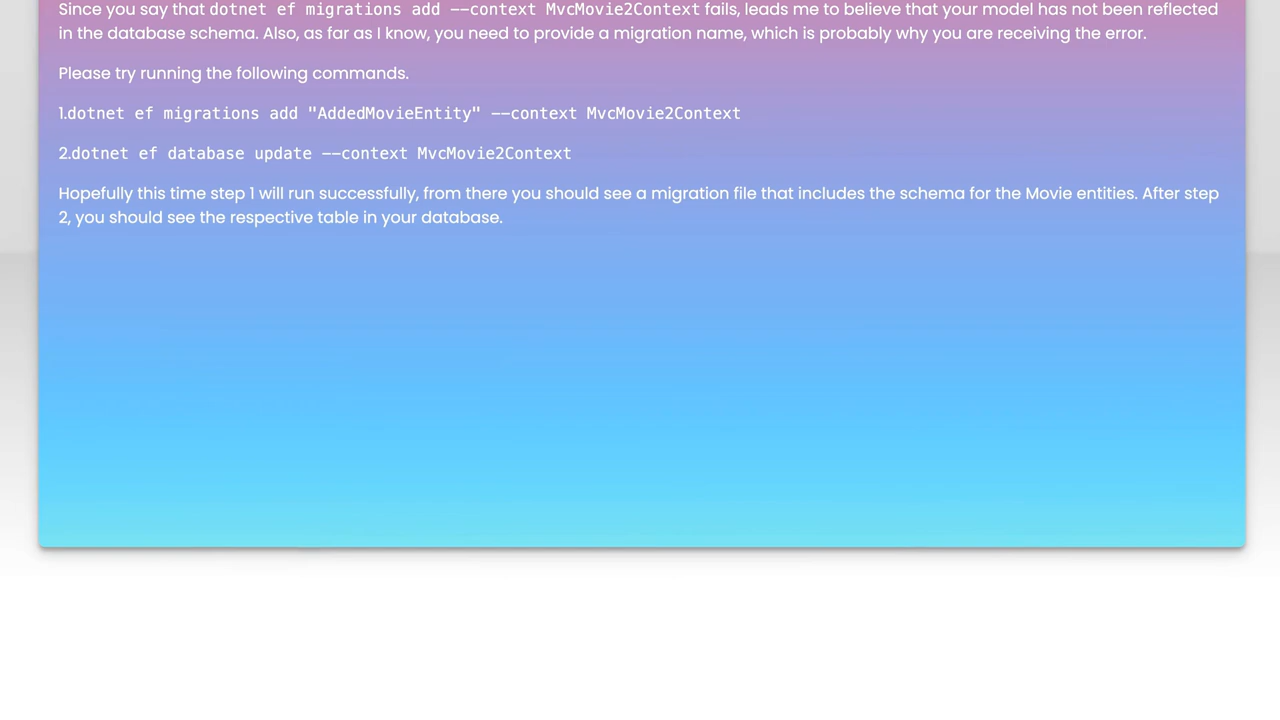 Since you say that dotnet ef migrations add --context MvcMovie2Context fails, leads me to believe that your model has not been reflected
in the database schema. Also, as far as I know, you need to provide a migration name, which is probably why you are receiving the error.
Please try running the following commands.
1.dotnet ef migrations add "AddedMovieEntity" --context MvcMovie2Context
2.dotnet ef database update --context MvcMovie2Context
Hopefully this time step 1 will run successfully, from there you should see a migration file that includes the schema for the Movie entities. After step
2, you should see the respective table in your database.